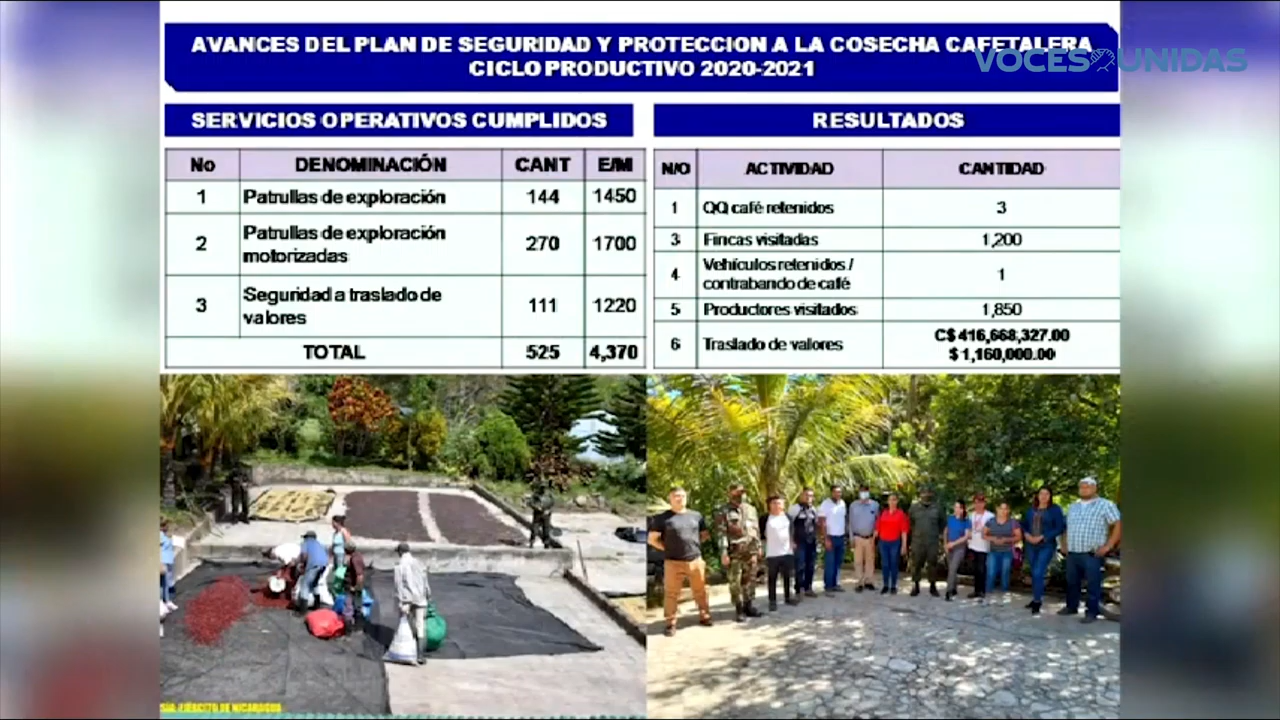 AVANCES DEL PLAN DE SEGURIDAD Y PROTECCION A LA COSECHA CAFETALERA
CICLO PRODUCTIVO 2020-2021
VOCES UNIDAS
SERVICIOS OPERATIVOS CUMPLIDOS
No DENOMINACIÓN CANT E/M
1 Patrullas de exploración 144 1450
2 Patrullas de exploración motorizadas 270 1700
3 Seguridad a traslado de valores 111 1220
TOTAL 525 4,370
RESULTADOS
N/O ACTIVIDAD CANTIDAD
1 QQ café retenidos 3
3 Fincas visitadas 1,200
4 Vehículos retenidos / contrabando de café 1
5 Productores visitados 1,850
6 Traslado de valores C$ 416,668,327.00
$ 1,160,000.00
EJÉRCITO DE NICARAGUA